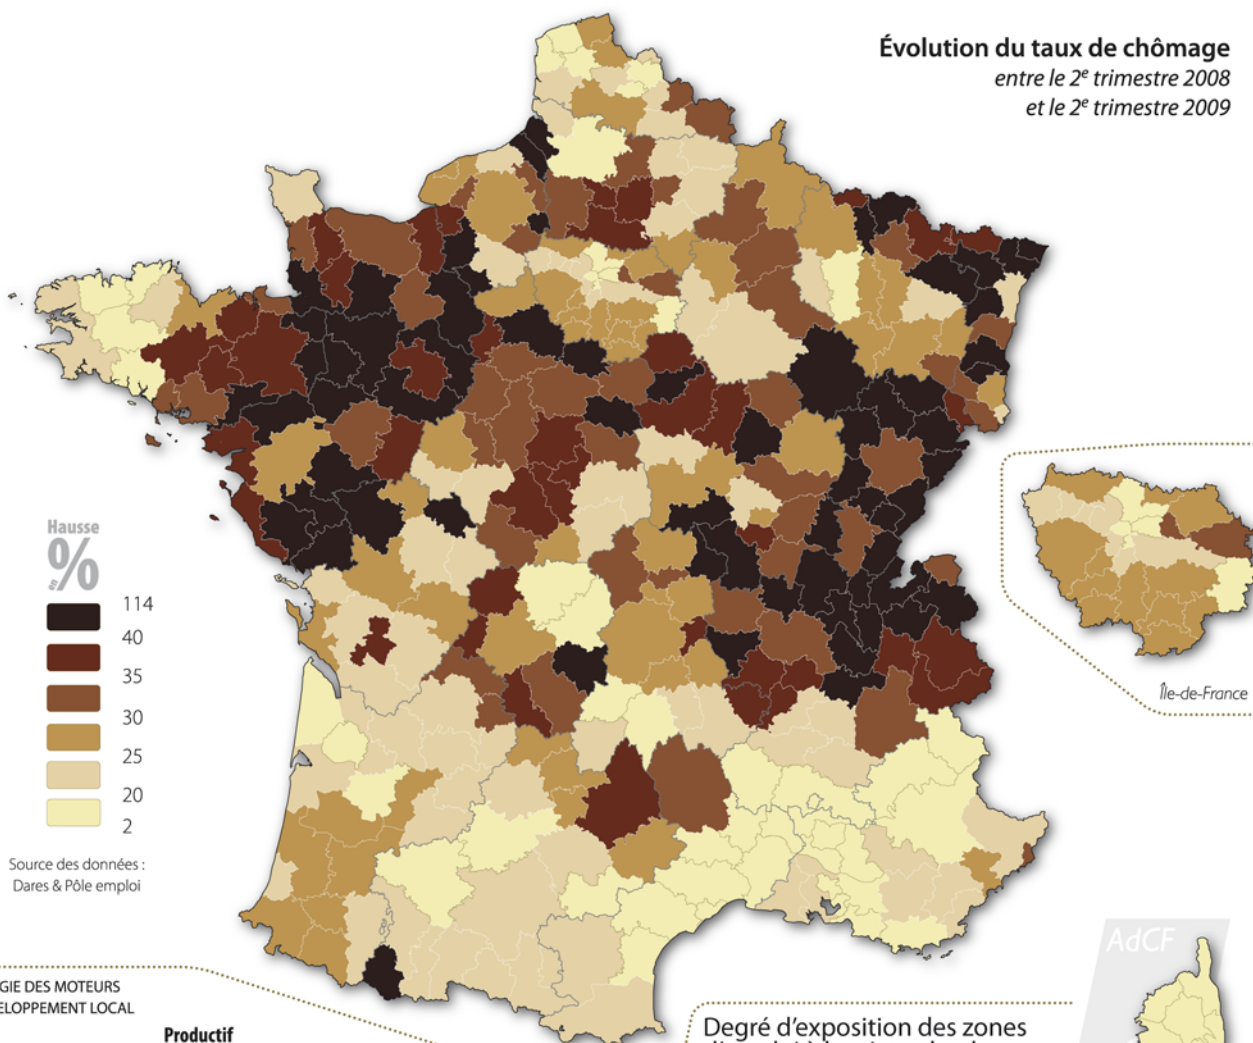 Évolution du taux de chômage
entre le 2e trimestre 2008
et le 2e trimestre 2009
Hausse
en %
114
40
35
30
25
20
2
Source des données :
Dares & Pôle emploi
Île-de-France
AdCF
GIE DES MOTEURS
ELOPPEMENT LOCAL
Productif
Degré d'exposition des zones